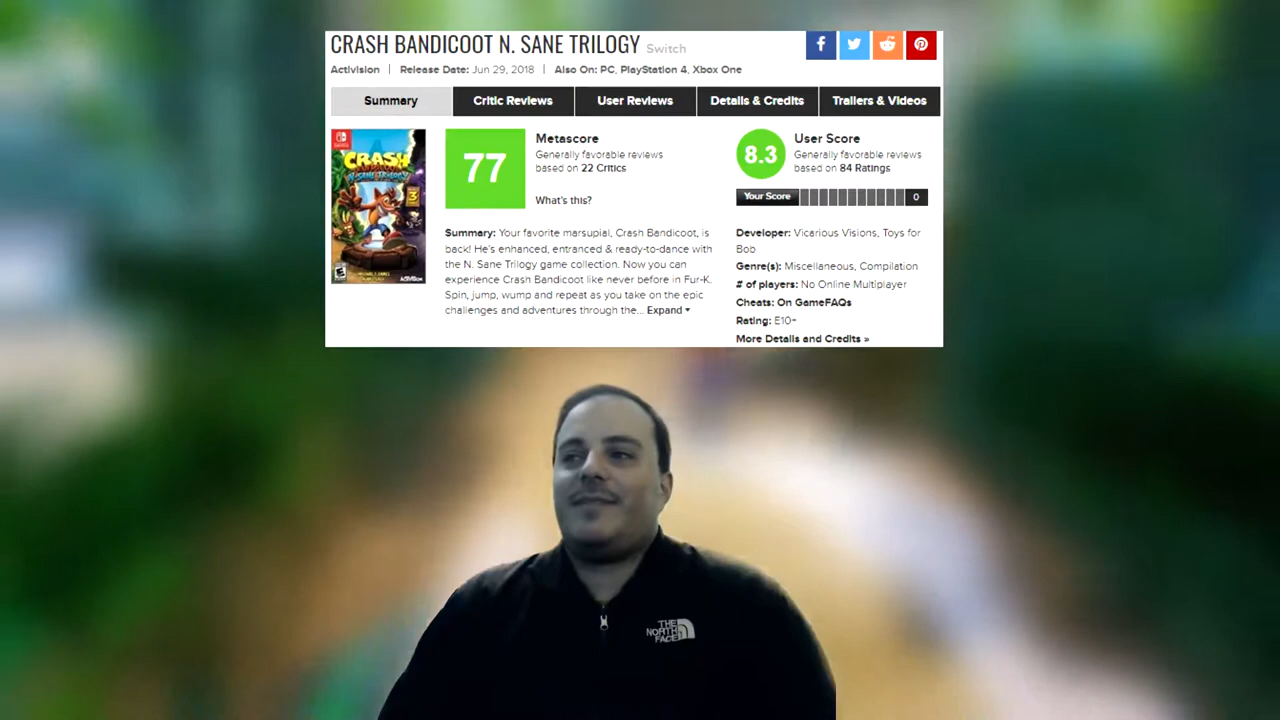 CRASH BANDICOOT N. SANE TRILOGY Switch
Activision | Release Date: Jun 29, 2018 | Also On: PC, PlayStation 4, Xbox One
Summary Critic Reviews User Reviews Details & Credits Trailers & Videos
CRASH
BANDICOOT
N. SANE TRILOGY
3
E
ACTIVISION
77
Metascore
Generally favorable reviews
based on 22 Critics
What's this?
8.3
User Score
Generally favorable reviews
based on 84 Ratings
Your Score 0
Summary: Your favorite marsupial, Crash Bandicoot, is
back! He's enhanced, entranced & ready-to-dance with
the N. Sane Trilogy game collection. Now you can
experience Crash Bandicoot like never before in Fur-K.
Spin, jump, wump and repeat as you take on the epic
challenges and adventures through the... Expand
Developer: Vicarious Visions, Toys for
Bob
Genre(s): Miscellaneous, Compilation
# of players: No Online Multiplayer
Cheats: On GameFAQs
Rating: E10+
More Details and Credits »
THE
NORTH
FACE